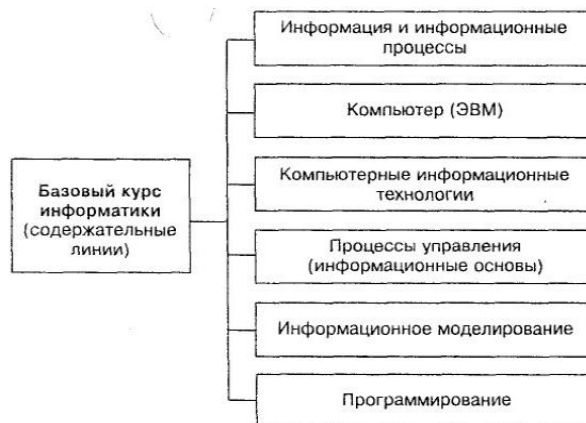 Информация и информационные
процессы
Компьютер (ЭВМ)
Компьютерные информационные
технологии
Базовый курс
информатики
(содержательные
линии)
Процессы управления
(информационные основы)
Информационное моделирование
Программирование